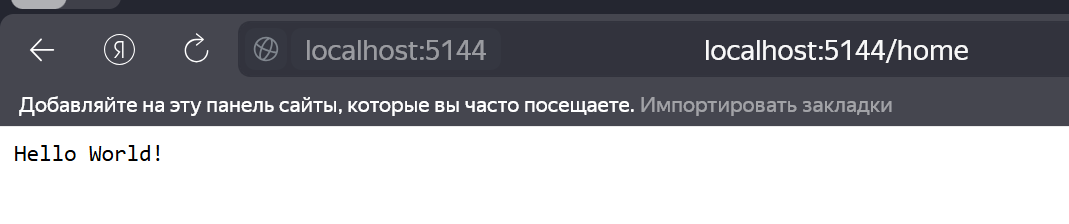 Я localhost:5144 localhost:5144/home
Добавляйте на эту панель сайты, которые вы часто посещаете. Импортировать закладки
Hello World!